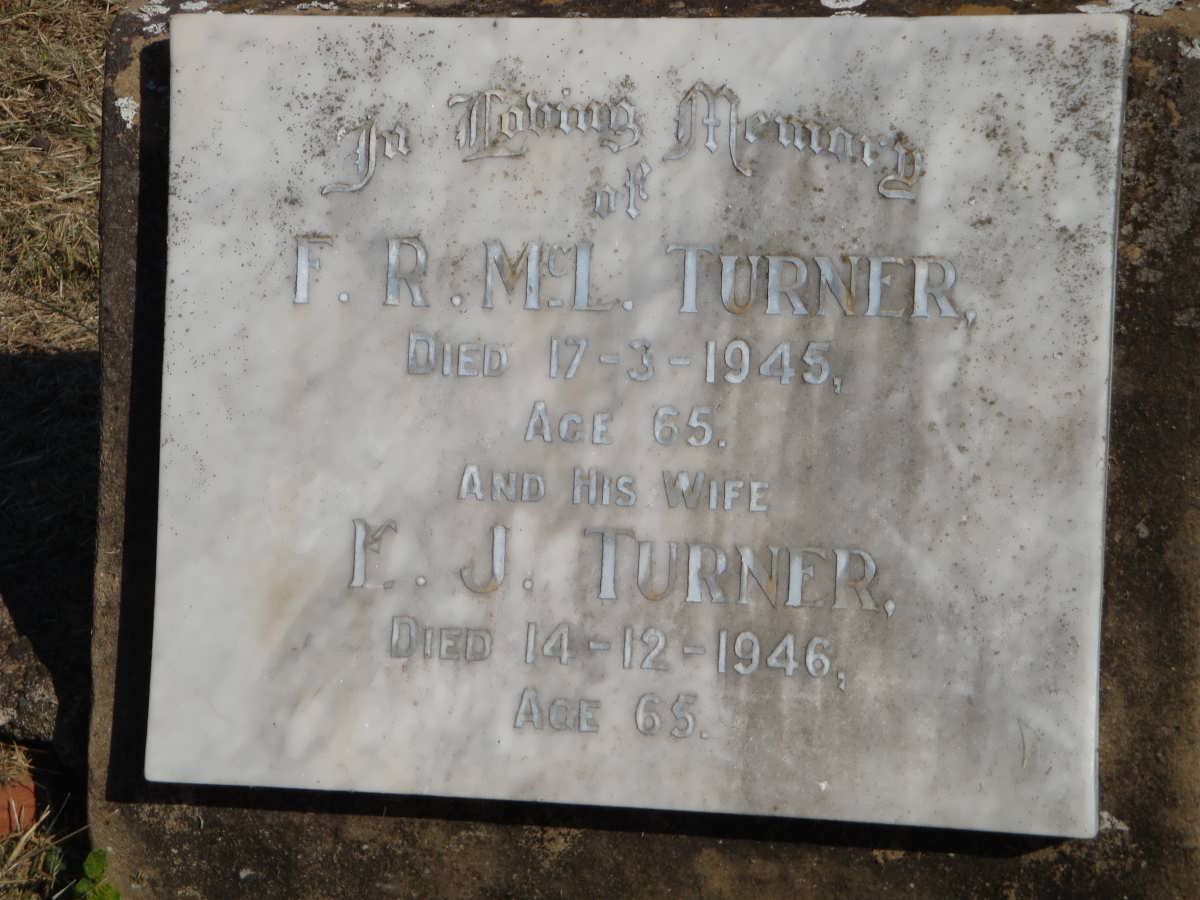 In Loving Memory
of
F. R. McL. TURNER,
DIED 17-3-1945,
AGE 65.
AND HIS WIFE
E. J. TURNER,
DIED 14-12-1946,
AGE 65.